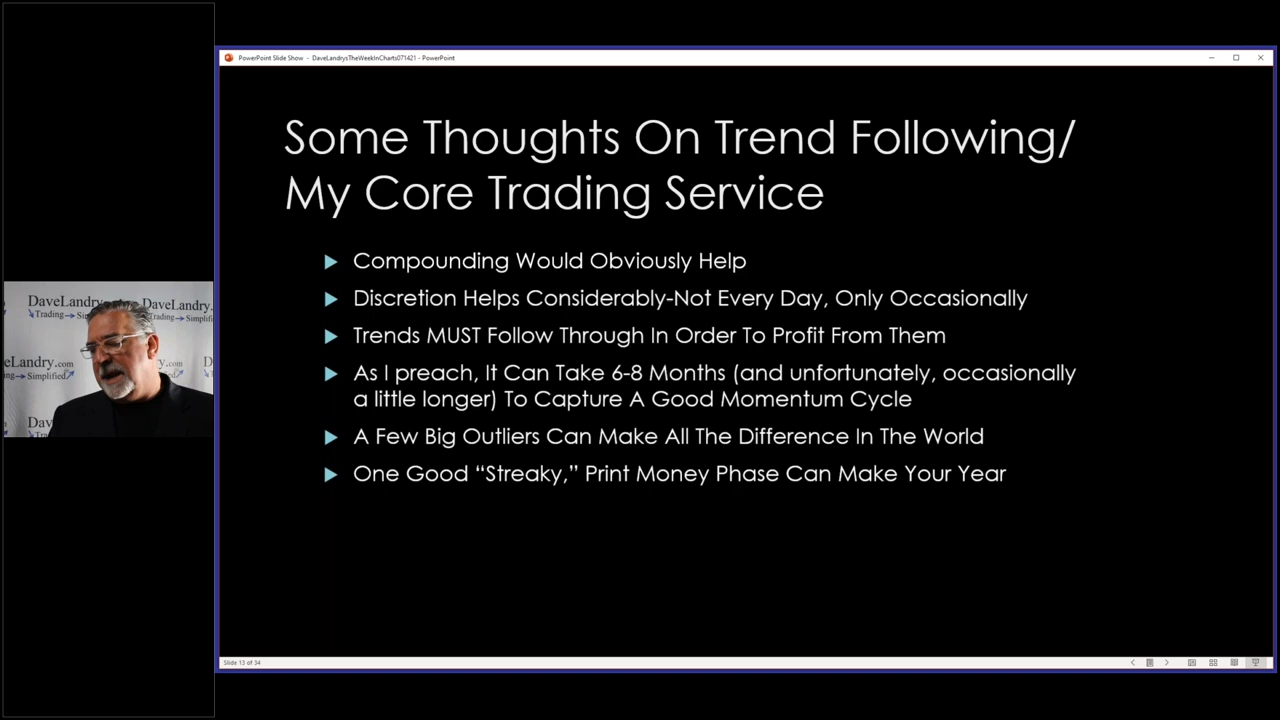 PowerPoint Slide Show - DaveLandrysTheWeekInCharts071421 - PowerPoint
Some Thoughts On Trend Following/
My Core Trading Service
Compounding Would Obviously Help
Discretion Helps Considerably-Not Every Day, Only Occasionally
Trends MUST Follow Through In Order To Profit From Them
As I preach, It Can Take 6-8 Months (and unfortunately, occasionally
a little longer) To Capture A Good Momentum Cycle
A Few Big Outliers Can Make All The Difference In The World
One Good “Streaky,” Print Money Phase Can Make Your Year
DaveLandry. DaveLandry.
Trading Trading Simplified
eLandry.com
Simplified
DaveLan
Slide 13 of 34